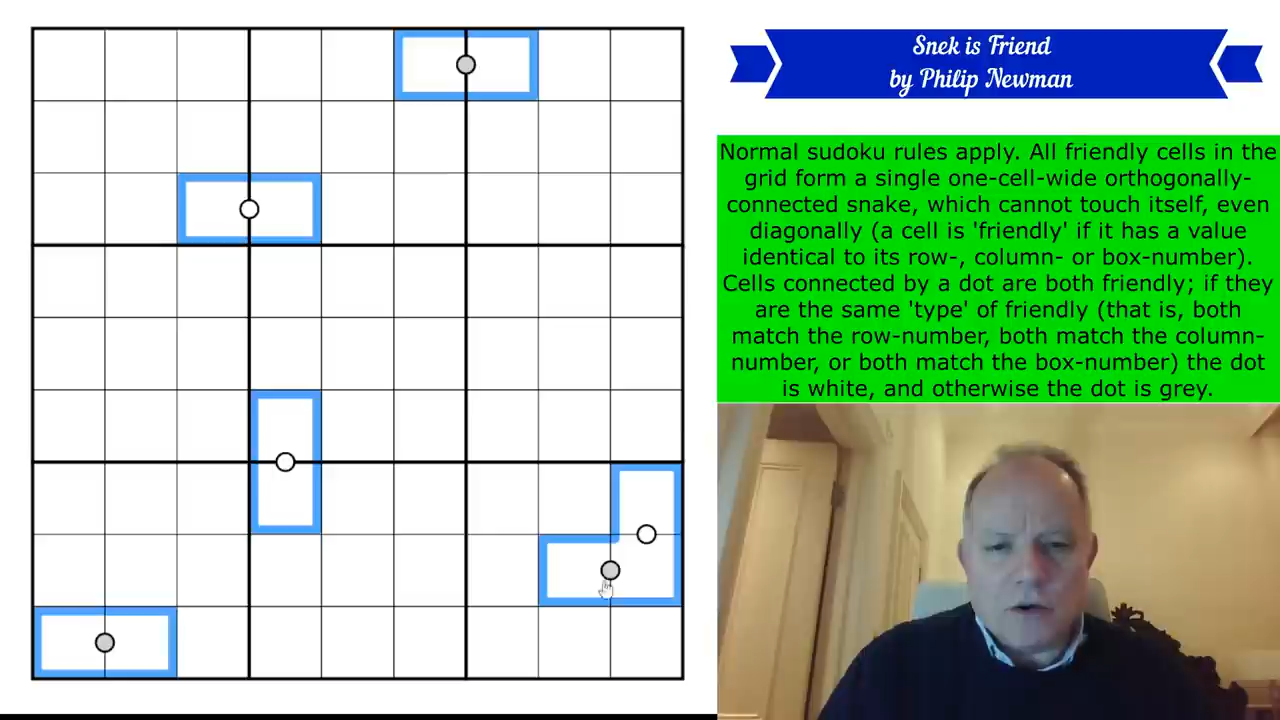 Snek is Friend
by Philip Newman
Normal sudoku rules apply. All friendly cells in the
grid form a single one-cell-wide orthogonally-
connected snake, which cannot touch itself, even
diagonally (a cell is 'friendly' if it has a value
identical to its row-, column- or box-number).
Cells connected by a dot are both friendly; if they
are the same 'type' of friendly (that is, both
match the row-number, both match the column-
number, or both match the box-number) the dot
is white, and otherwise the dot is grey.